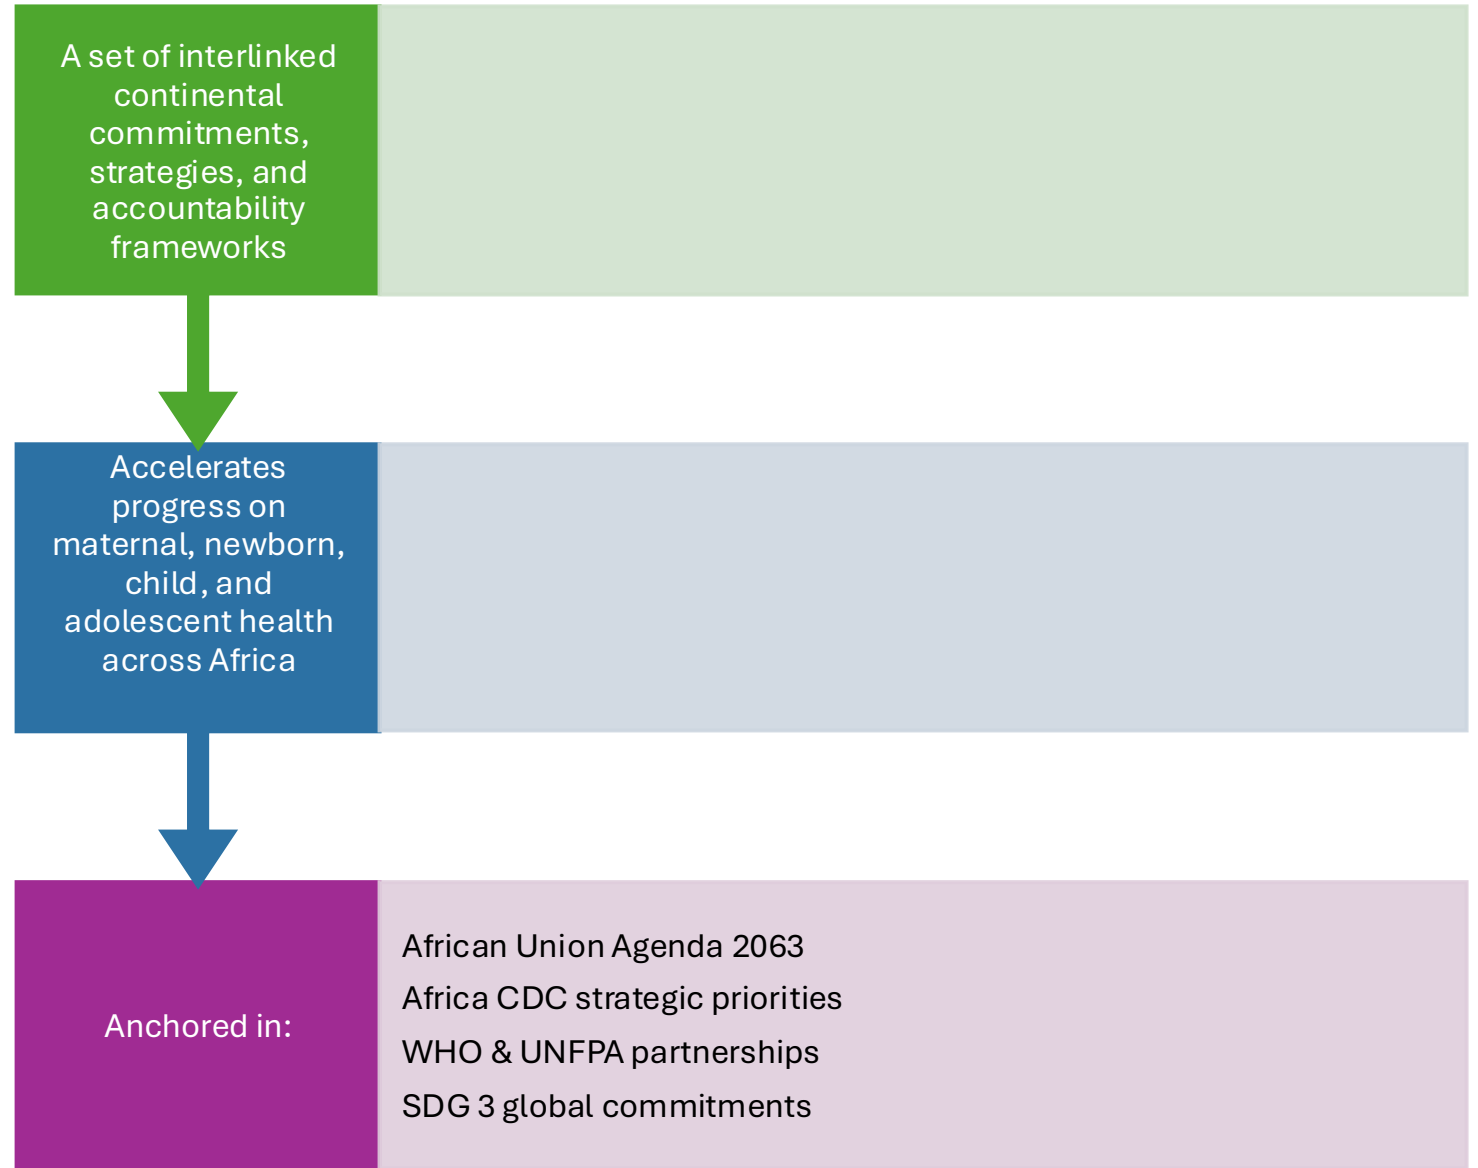 A set of interlinked
continental
commitments,
strategies, and
accountability
frameworks
Accelerates
progress on
maternal, newborn,
child, and
adolescent health
across Africa
Anchored in:
African Union Agenda 2063
Africa CDC strategic priorities
WHO & UNFPA partnerships
SDG 3 global commitments